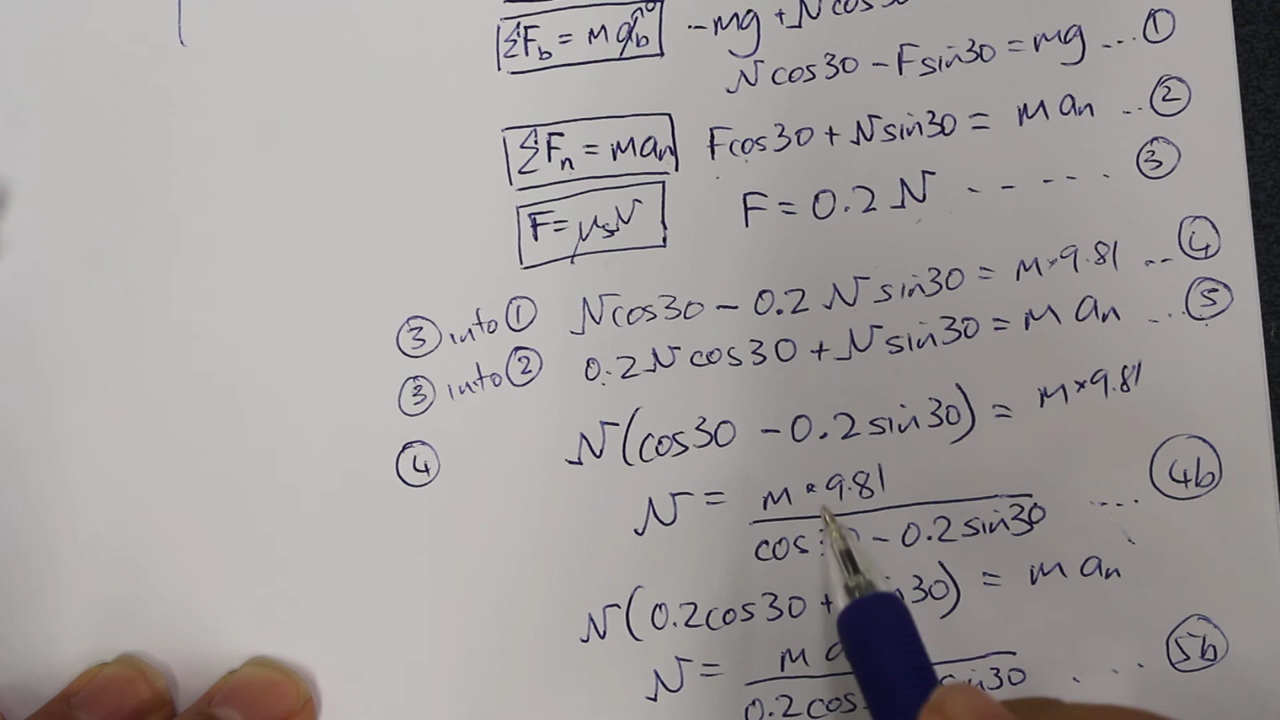 ΣF_b = m a_b -mg + N cos
N cos30 - F sin30 = mg ... ①
ΣF_n = m a_n F cos30 + N sin30 = m a_n ... ②
F = μ_s N F = 0.2 N - - - - - ③
③ into ① N cos30 - 0.2 N sin30 = m×9.81 ... ④
③ into ② 0.2 N cos30 + N sin30 = m a_n ... ⑤
④ N(cos30 - 0.2 sin30) = m×9.81
N = m×9.81 / cos - 0.2 sin30 ... 4b
N(0.2cos30 + 30) = m a_n
N = m / 0.2cos sin30 ... 5b